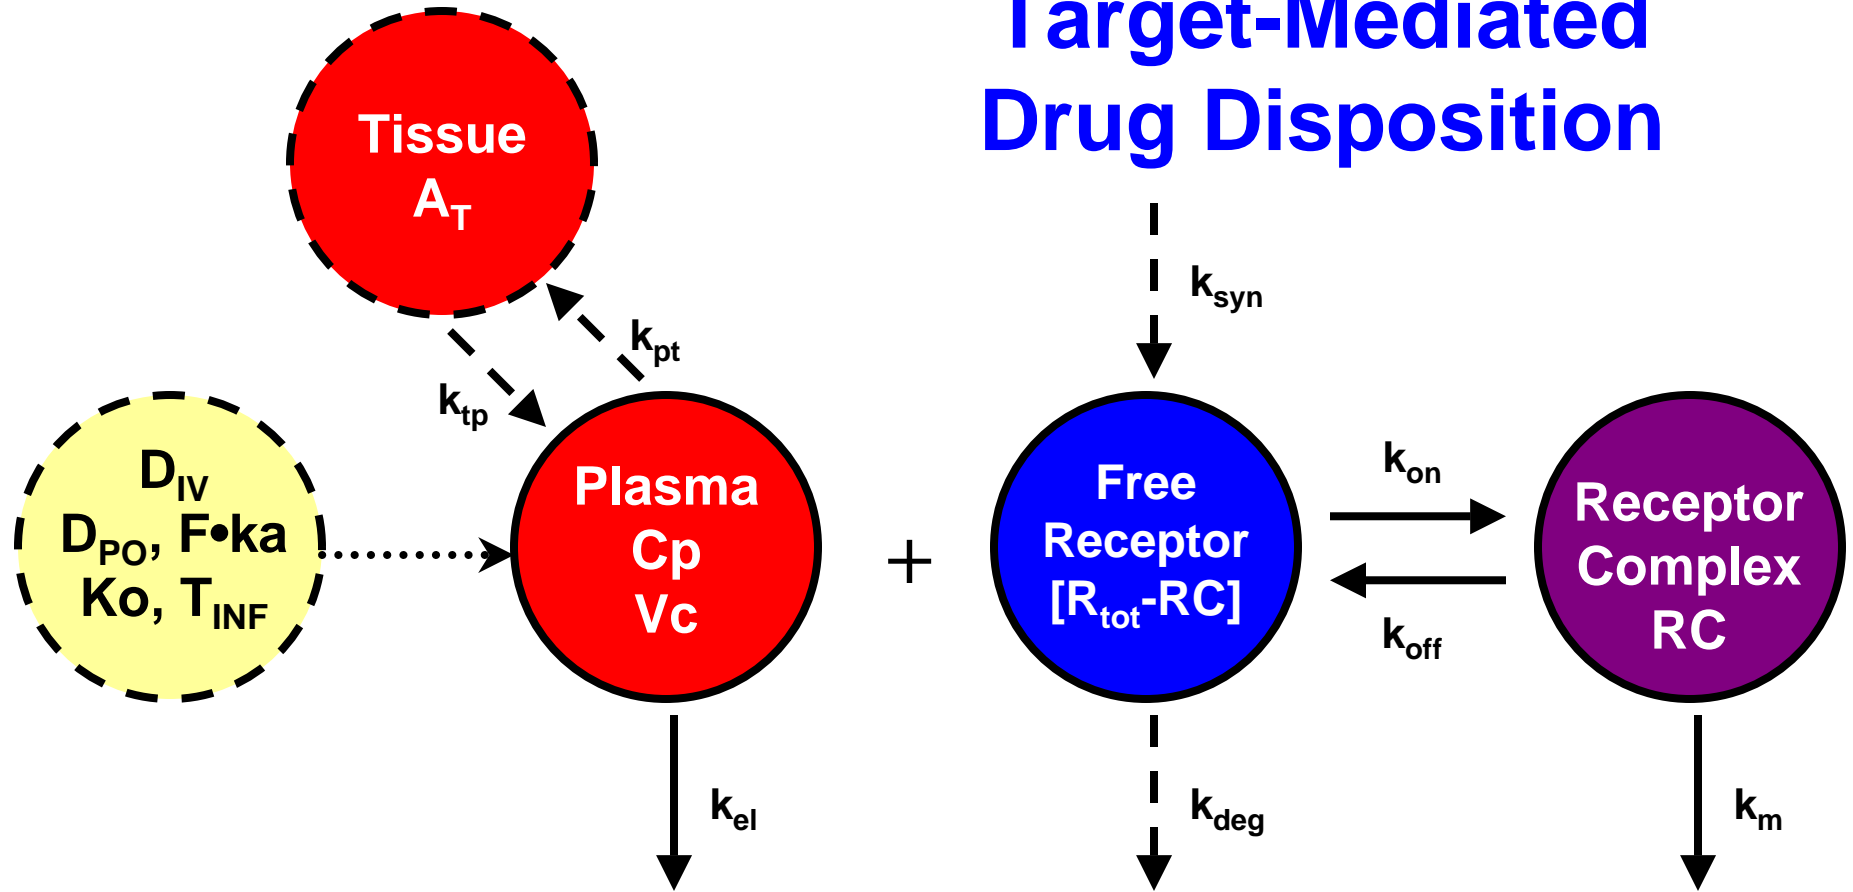 Target-Mediated
Drug Disposition
Tissue
A_T
k_syn
k_pt
k_tp
D_IV
D_PO, F•ka
Ko, T_INF
Plasma
Cp
Vc
+
Free
Receptor
[R_tot-RC]
k_on
k_off
Receptor
Complex
RC
k_el
k_deg
k_m